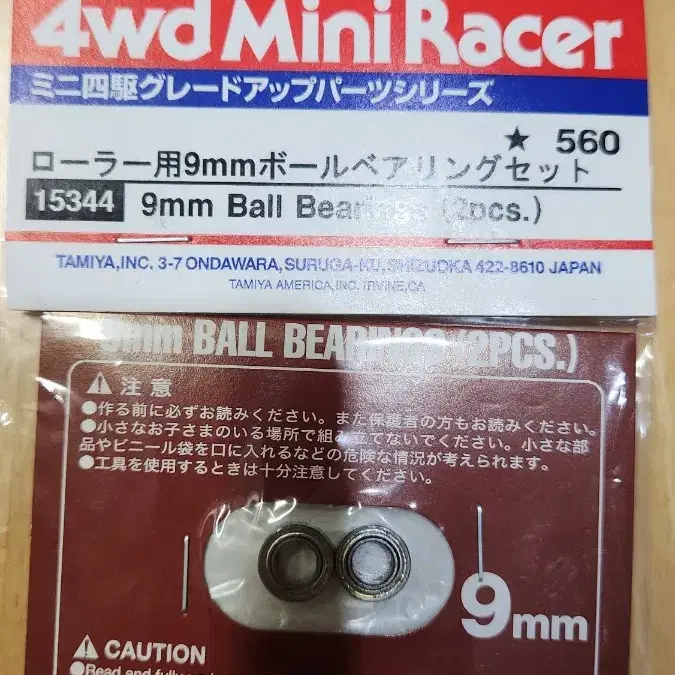 4wd Mini Racer
ミニ四駆グレードアップパーツシリーズ
★ 560
ローラー用9mmボールベアリングセット
15344 9mm Ball Bearings (2pcs.)
TAMIYA,INC. 3-7 ONDAWARA,SURUGA-KU,SHIZUOKA 422-8610 JAPAN
TAMIYA AMERICA,INC. IRVINE,CA
9mm BALL BEARINGS (2PCS.)
注意
●作る前に必ずお読みください。また保護者の方もお読みください。
●小さなお子さまのいる場所で組み立てないでください。小さな部
品やビニール袋を口に入れるなどの危険な情況が考えられます。
●工具を使用するときは十分注意してください。
9mm
CAUTION
●Read and fully